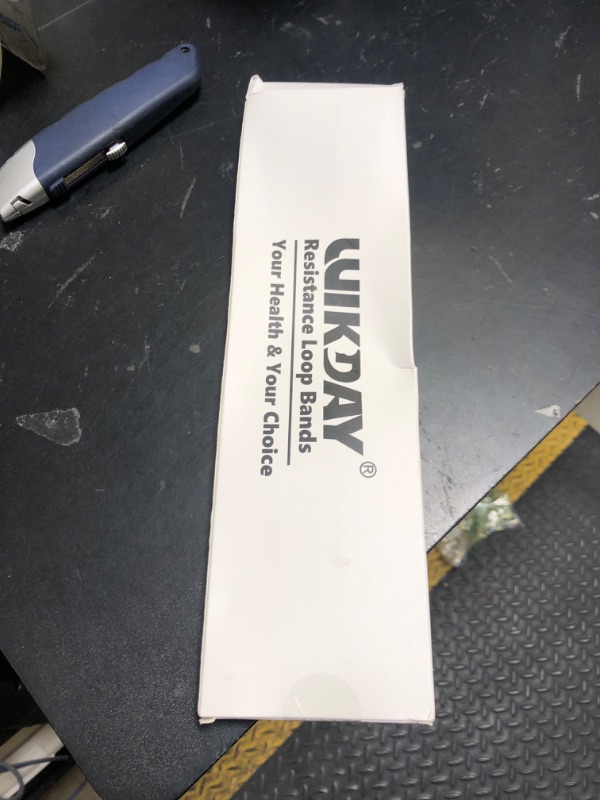 WIKDAY®
Resistance Loop Bands
Your Health & Your Choice